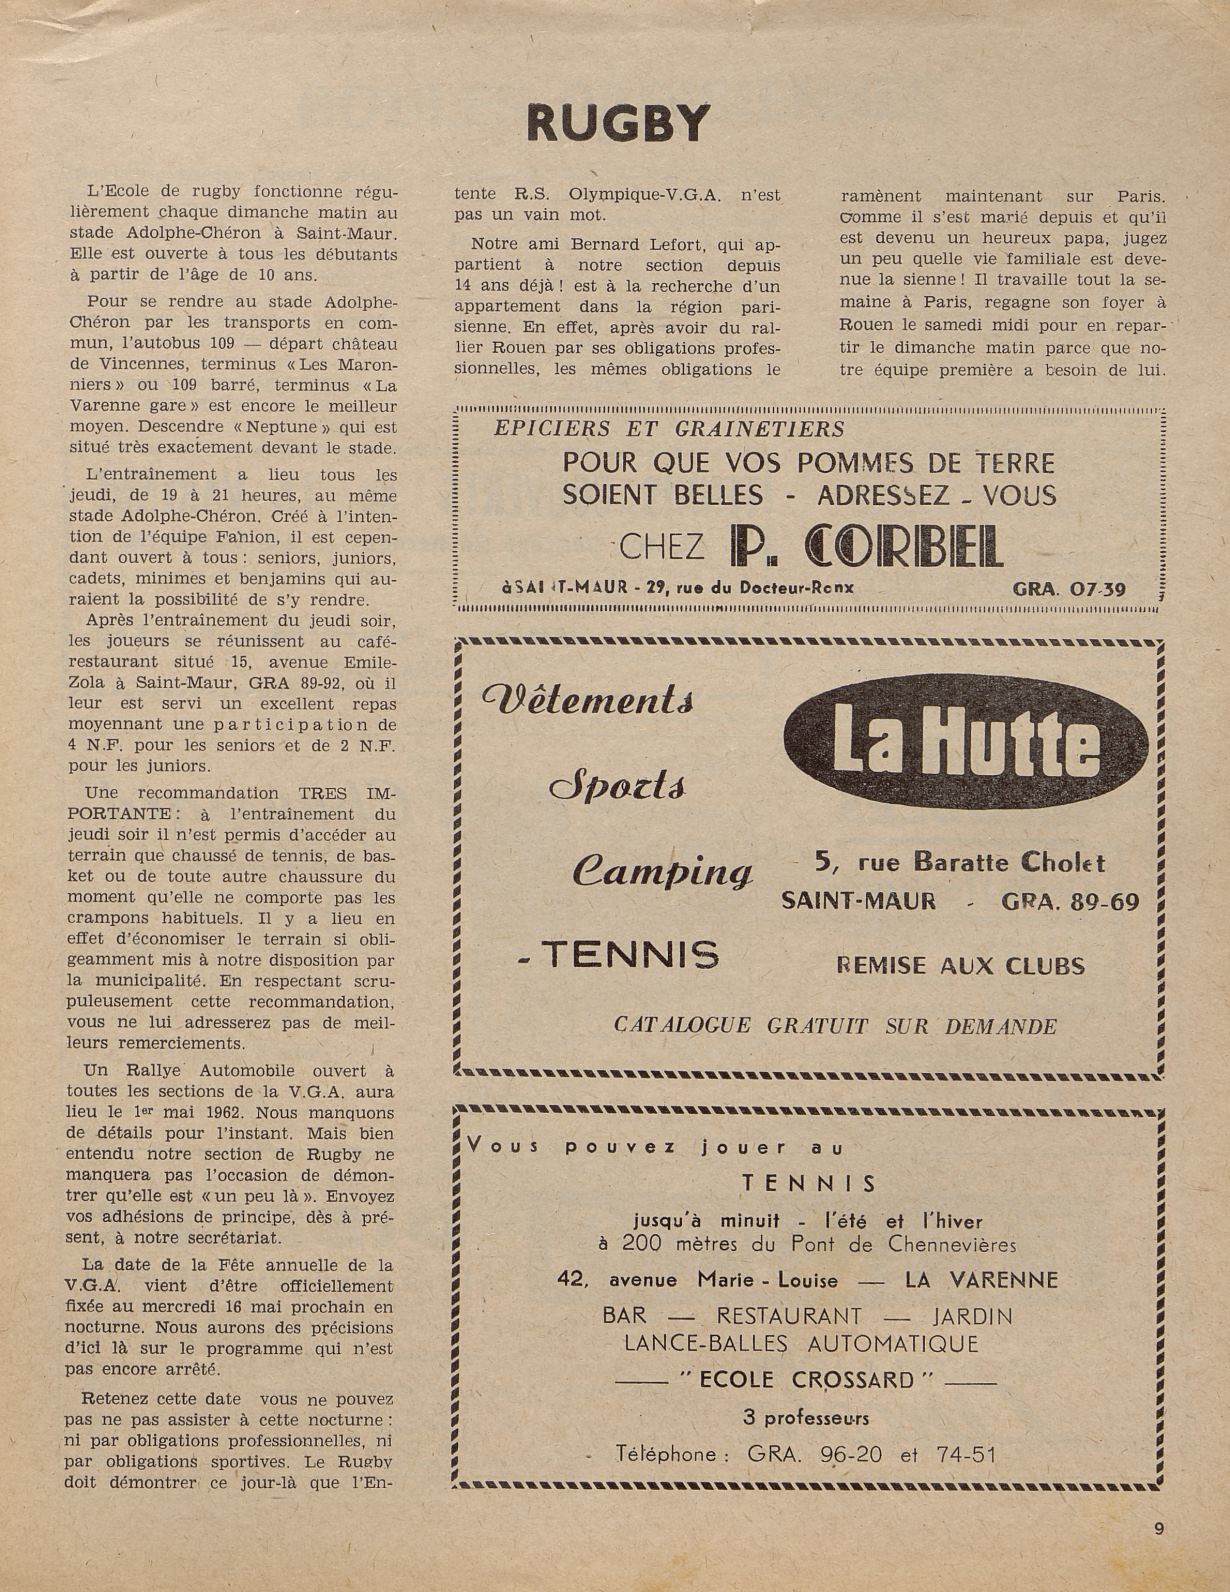 RUGBY
L'Ecole de rugby fonctionne régu-
lièrement chaque dimanche matin au
stade Adolphe-Chéron à Saint-Maur.
Elle est ouverte à tous les débutants
à partir de l'âge de 10 ans.
Pour se rendre au stade Adolphe-
Chéron par les transports en com-
mun, l'autobus 109 — départ château
de Vincennes, terminus « Les Maron-
niers » ou 109 barré, terminus « La
Varenne gare » est encore le meilleur
moyen. Descendre « Neptune » qui est
situé très exactement devant le stade.
L'entraînement a lieu tous les
jeudi, de 19 à 21 heures, au même
stade Adolphe-Chéron. Créé à l'inten-
tion de l'équipe Fanion, il est cepen-
dant ouvert à tous : seniors, juniors,
cadets, minimes et benjamins qui au-
raient la possibilité de s'y rendre.
Après l'entraînement du jeudi soir,
les joueurs se réunissent au café-
restaurant situé 15, avenue Emile-
Zola à Saint-Maur, GRA 89-92, où il
leur est servi un excellent repas
moyennant une participation de
4 N.F. pour les seniors et de 2 N.F.
pour les juniors.
Une recommandation TRES IM-
PORTANTE : à l'entraînement du
jeudi soir il n'est permis d'accéder au
terrain que chaussé de tennis, de bas-
ket ou de toute autre chaussure du
moment qu'elle ne comporte pas les
crampons habituels. Il y a lieu en
effet d'économiser le terrain si obli-
geamment mis à notre disposition par
la municipalité. En respectant scru-
puleusement cette recommandation,
vous ne lui adresserez pas de meil-
leurs remerciements.
Un Rallye Automobile ouvert à
toutes les sections de la V.G.A. aura
lieu le 1er mai 1962. Nous manquons
de détails pour l'instant. Mais bien
entendu notre section de Rugby ne
manquera pas l'occasion de démon-
trer qu'elle est « un peu là ». Envoyez
vos adhésions de principe, dès à pré-
sent, à notre secrétariat.
La date de la Fête annuelle de la
V.G.A. vient d'être officiellement
fixée au mercredi 16 mai prochain en
nocturne. Nous aurons des précisions
d'ici là sur le programme qui n'est
pas encore arrêté.
Retenez cette date vous ne pouvez
pas ne pas assister à cette nocturne :
ni par obligations professionnelles, ni
par obligations sportives. Le Rugby
doit démontrer ce jour-là que l'En-
tente R.S. Olympique-V.G.A. n'est
pas un vain mot.
Notre ami Bernard Lefort, qui ap-
partient à notre section depuis
14 ans déjà ! est à la recherche d'un
appartement dans la région pari-
sienne. En effet, après avoir du ral-
lier Rouen par ses obligations profes-
sionnelles, les mêmes obligations le
ramènent maintenant sur Paris.
Comme il s'est marié depuis et qu'il
est devenu un heureux papa, jugez
un peu quelle vie familiale est deve-
nue la sienne ! Il travaille tout la se-
maine à Paris, regagne son foyer à
Rouen le samedi midi pour en repar-
tir le dimanche matin parce que no-
tre équipe première a besoin de lui.
EPICIERS ET GRAINETIERS
POUR QUE VOS POMMES DE TERRE
SOIENT BELLES - ADRESSEZ - VOUS
CHEZ P. CORBEL
à SAINT-MAUR - 29, rue du Docteur-Roux GRA. 07-39
Vêtements
Sports
Camping
- TENNIS
La Hutte
5, rue Baratte Cholet
SAINT-MAUR - GRA. 89-69
REMISE AUX CLUBS
CATALOGUE GRATUIT SUR DEMANDE
Vous pouvez jouer au
TENNIS
jusqu'à minuit - l'été et l'hiver
à 200 mètres du Pont de Chennevières
42, avenue Marie-Louise — LA VARENNE
BAR — RESTAURANT — JARDIN
LANCE-BALLES AUTOMATIQUE
— " ECOLE CROSSARD " —
3 professeurs
Téléphone : GRA. 96-20 et 74-51
9